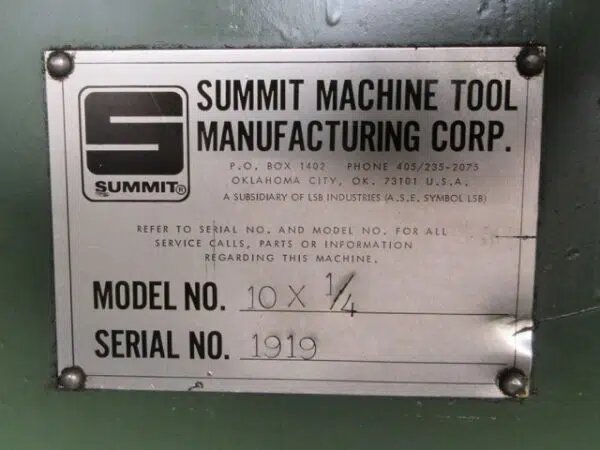 SUMMIT®
SUMMIT MACHINE TOOL
MANUFACTURING CORP.
P.O. BOX 1402 PHONE 405/235-2075
OKLAHOMA CITY, OK. 73101 U.S.A.
A SUBSIDIARY OF LSB INDUSTRIES (A.S.E. SYMBOL LSB)
REFER TO SERIAL NO. AND MODEL NO. FOR ALL
SERVICE CALLS, PARTS OR INFORMATION
REGARDING THIS MACHINE.
MODEL NO. 10 X 1/4
SERIAL NO. 1919